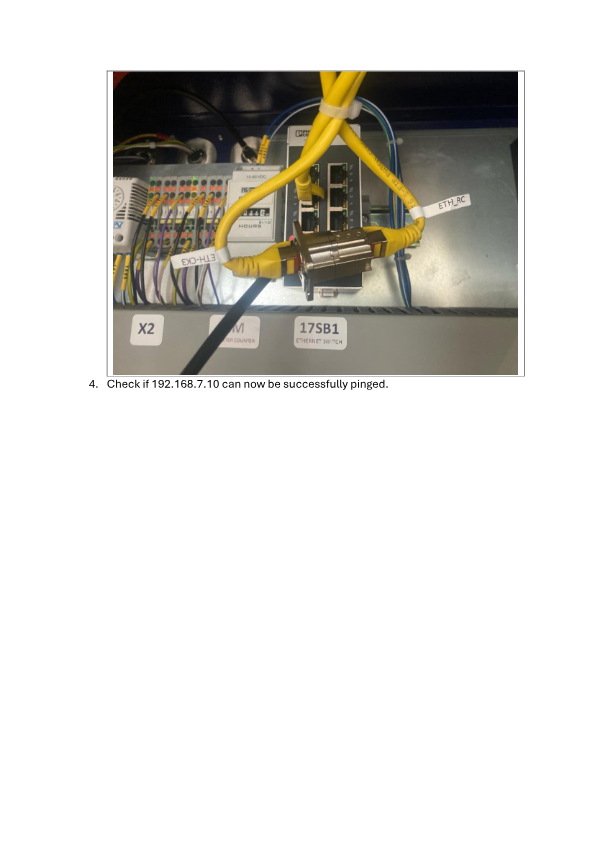 ETH_RC
ETH-CK3
X2
M
17SB1
ETHERNET SWITCH
4. Check if 192.168.7.10 can now be successfully pinged.